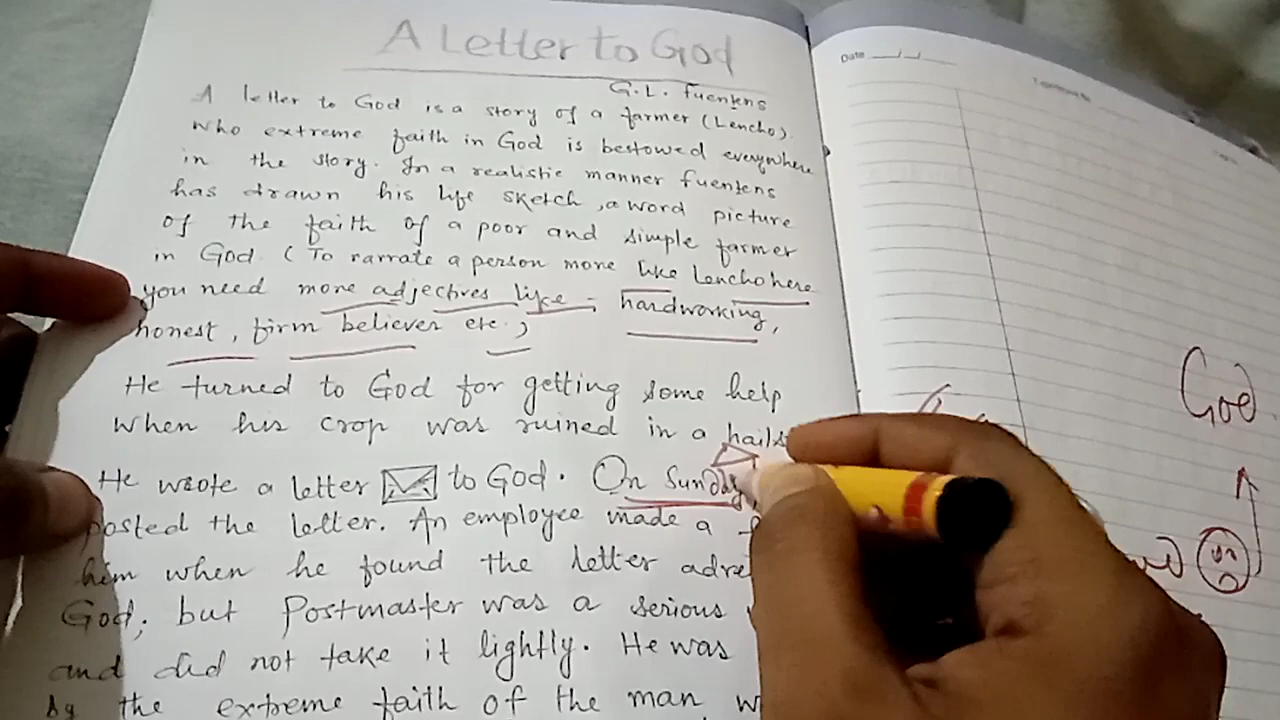 A Letter to God
G.L. Fuentens
A letter to God is a story of a farmer (Lencho).
Who extreme faith in God is bestowed everywhere
in the story. In a realistic manner Fuentens
has drawn his life sketch, a word picture
of the faith of a poor and simple farmer
in God. (To narrate a person more like Lencho here
you need more adjectives like - hardworking,
honest, firm believer etc.)
He turned to God for getting some help
when his crop was ruined in a hails
He wrote a letter to God. On Sunday,
posted the letter. An employee made a
him when he found the letter adre
God; but Postmaster was a serious
and did not take it lightly. He was
by the extreme faith of the man w
Date
God